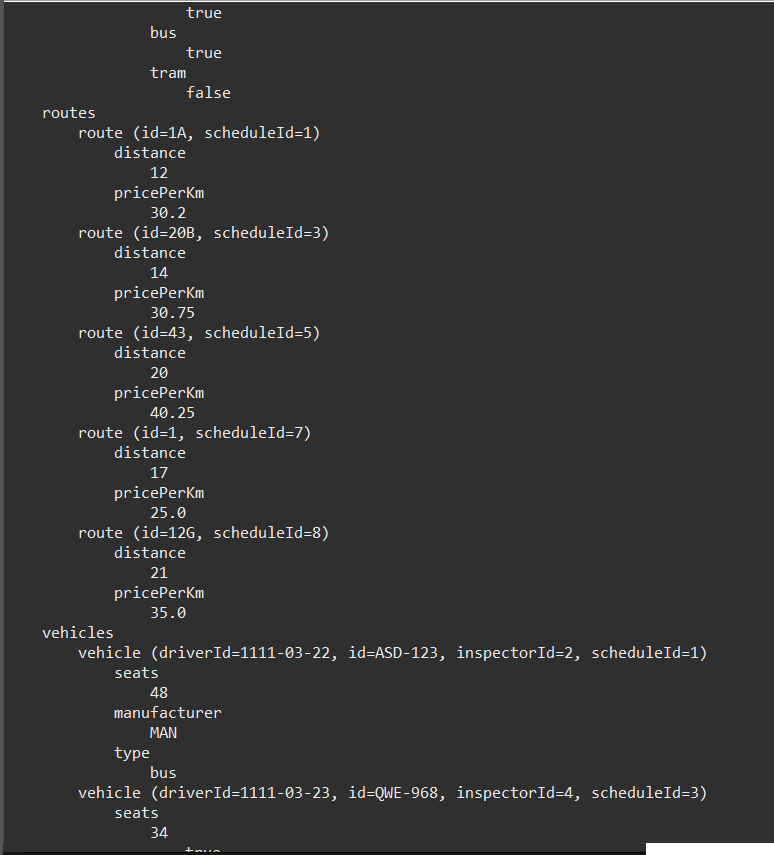 true
bus
true
tram
false
routes
route (id=1A, scheduleId=1)
distance
12
pricePerKm
30.2
route (id=20B, scheduleId=3)
distance
14
pricePerKm
30.75
route (id=43, scheduleId=5)
distance
20
pricePerKm
40.25
route (id=1, scheduleId=7)
distance
17
pricePerKm
25.0
route (id=12G, scheduleId=8)
distance
21
pricePerKm
35.0
vehicles
vehicle (driverId=1111-03-22, id=ASD-123, inspectorId=2, scheduleId=1)
seats
48
manufacturer
MAN
type
bus
vehicle (driverId=1111-03-23, id=QWE-968, inspectorId=4, scheduleId=3)
seats
34